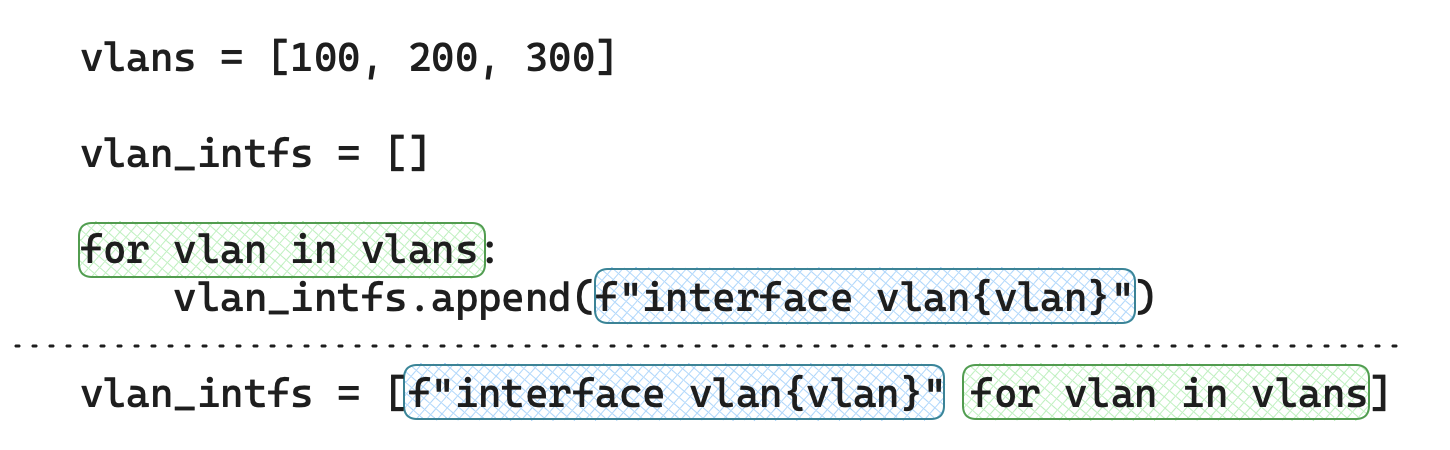 vlans = [100, 200, 300]
vlan_intfs = []
for vlan in vlans:
    vlan_intfs.append(f"interface vlan{vlan}")
vlan_intfs = [f"interface vlan{vlan}" for vlan in vlans]